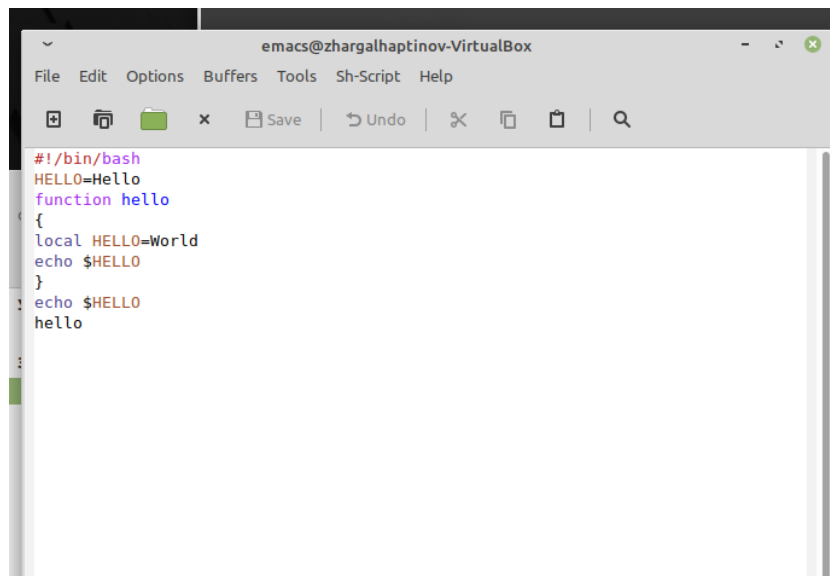 emacs@zhargalhaptinov-VirtualBox
File Edit Options Buffers Tools Sh-Script Help
Save Undo
#!/bin/bash
HELLO=Hello
function hello
{
local HELLO=World
echo $HELLO
}
echo $HELLO
hello